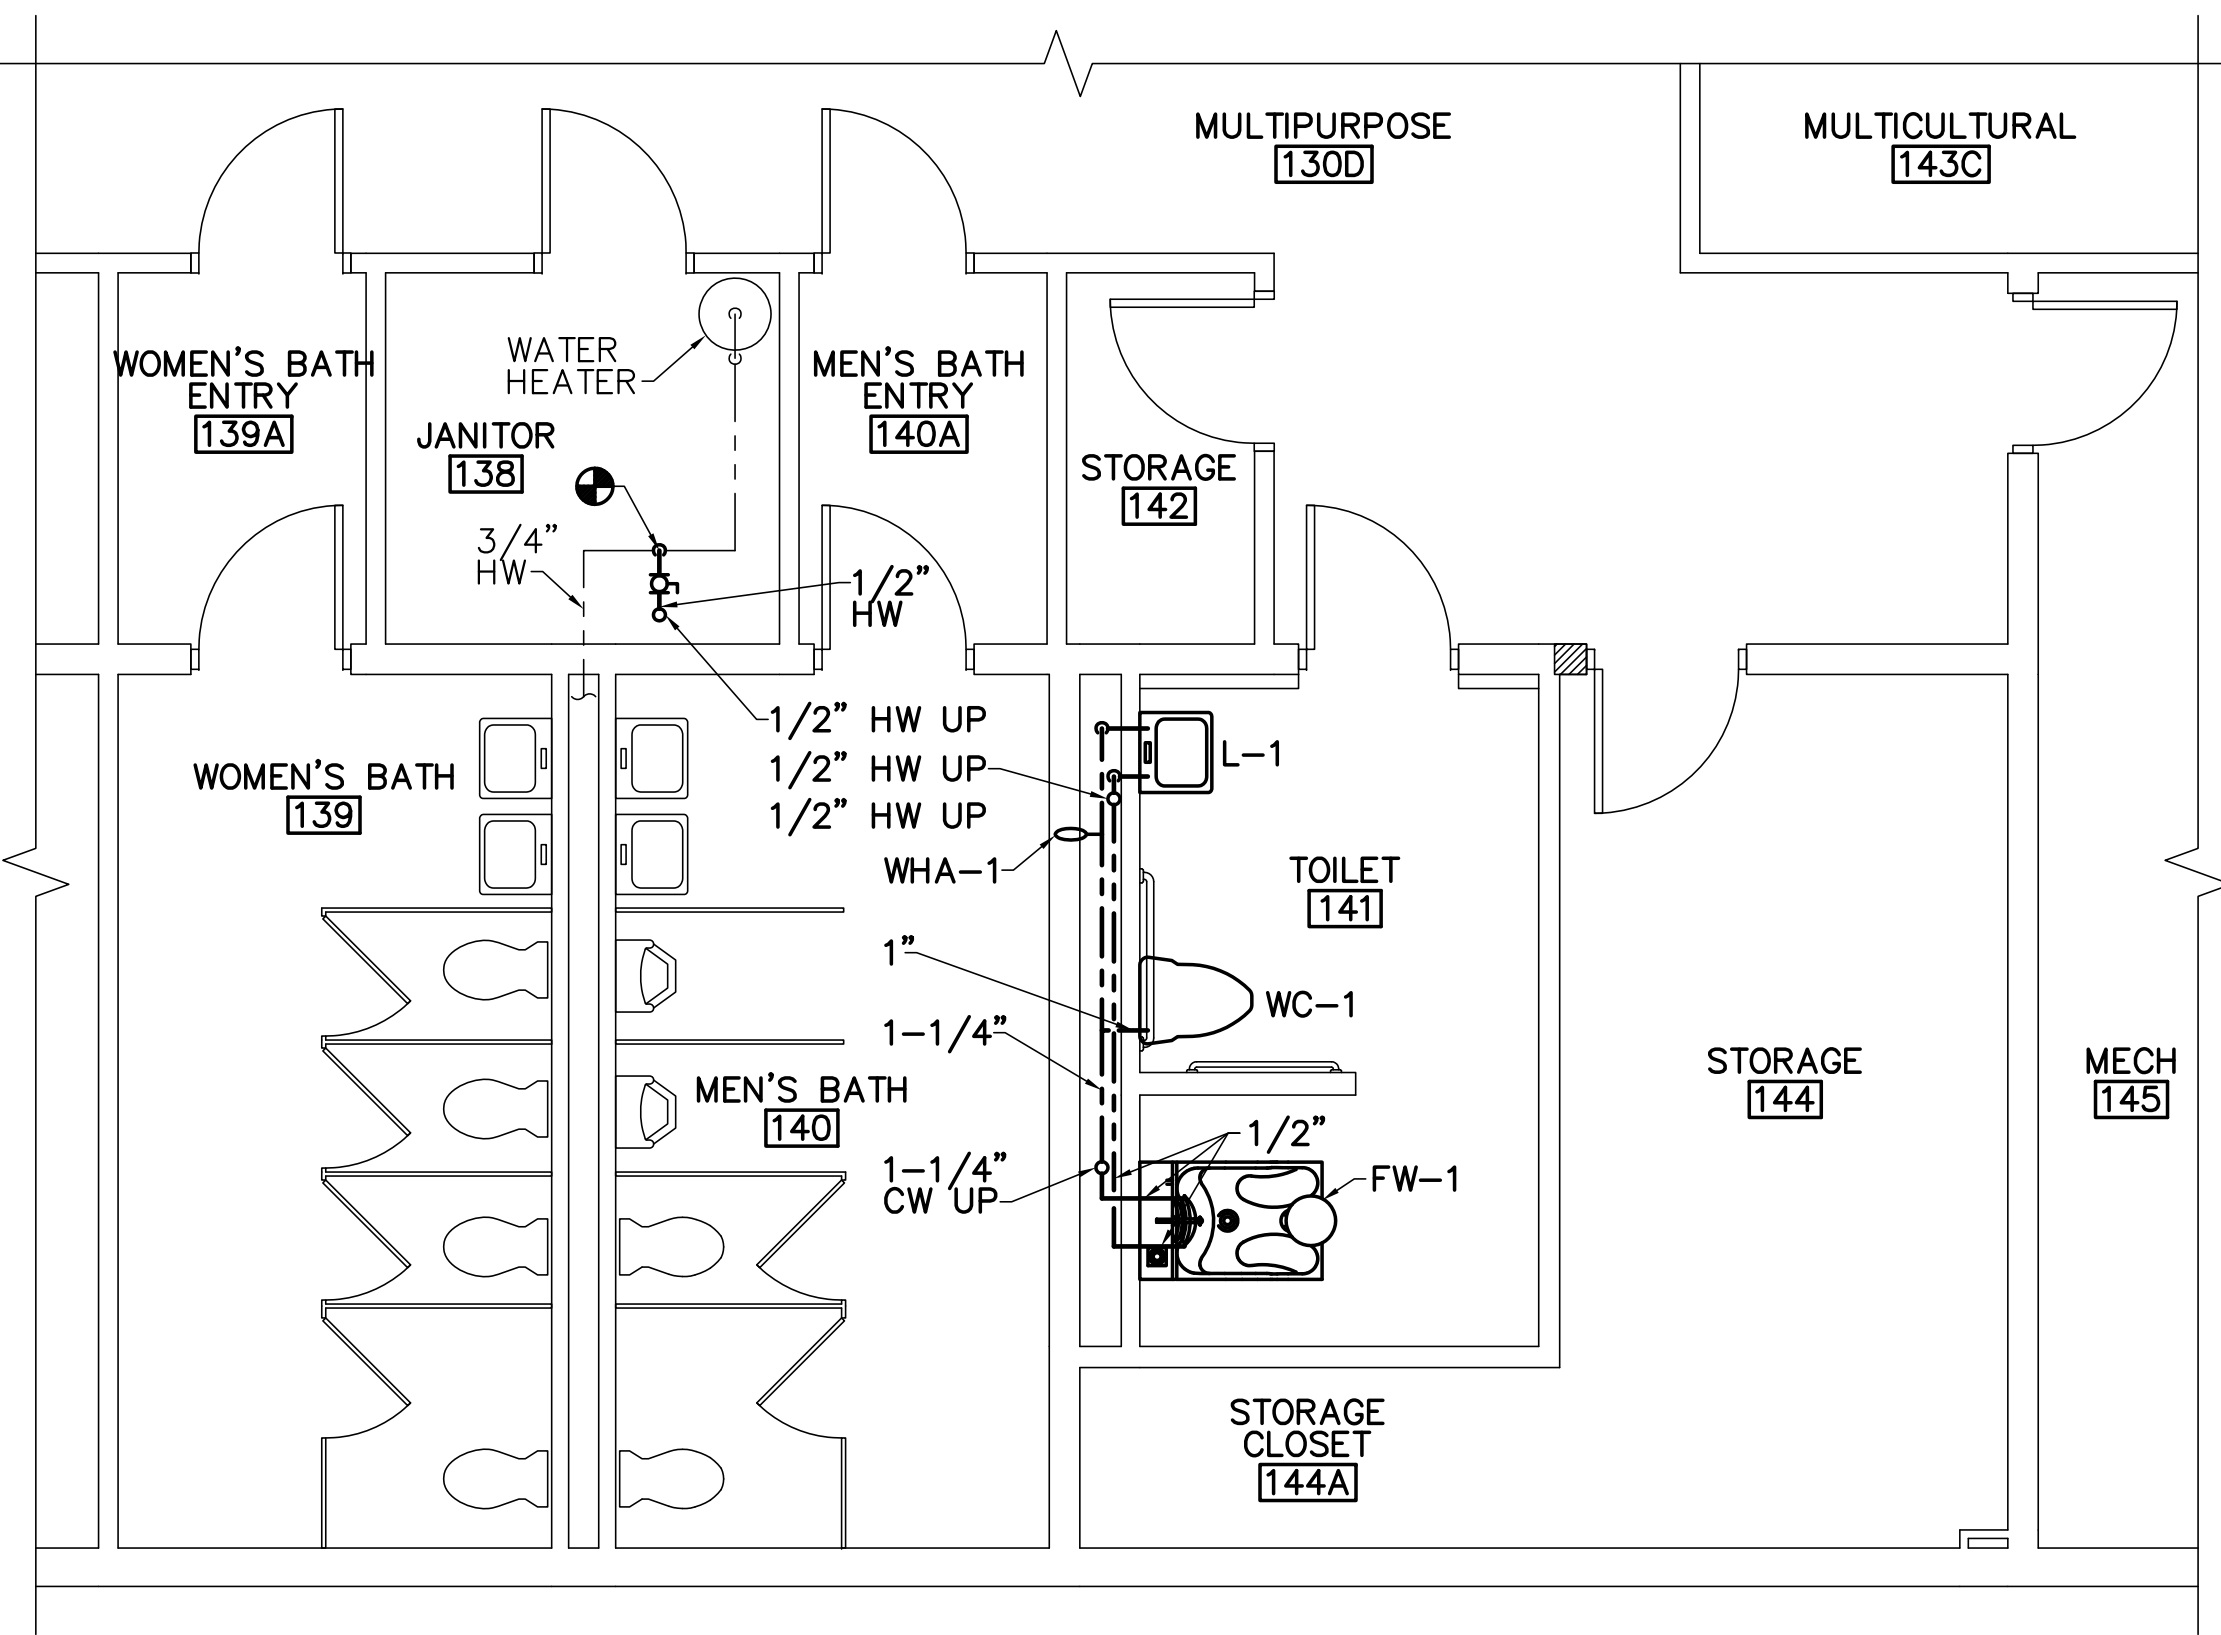 MULTIPURPOSE
130D
MULTICULTURAL
143C
WATER
HEATER
WOMEN'S BATH
ENTRY
139A
MEN'S BATH
ENTRY
140A
JANITOR
138
STORAGE
142
3/4"
HW
1/2"
HW
1/2" HW UP
1/2" HW UP
1/2" HW UP
L-1
WOMEN'S BATH
139
WHA-1
TOILET
141
1"
WC-1
1-1/4"
MEN'S BATH
140
STORAGE
144
MECH
145
1/2"
1-1/4"
CW UP
FW-1
STORAGE
CLOSET
144A